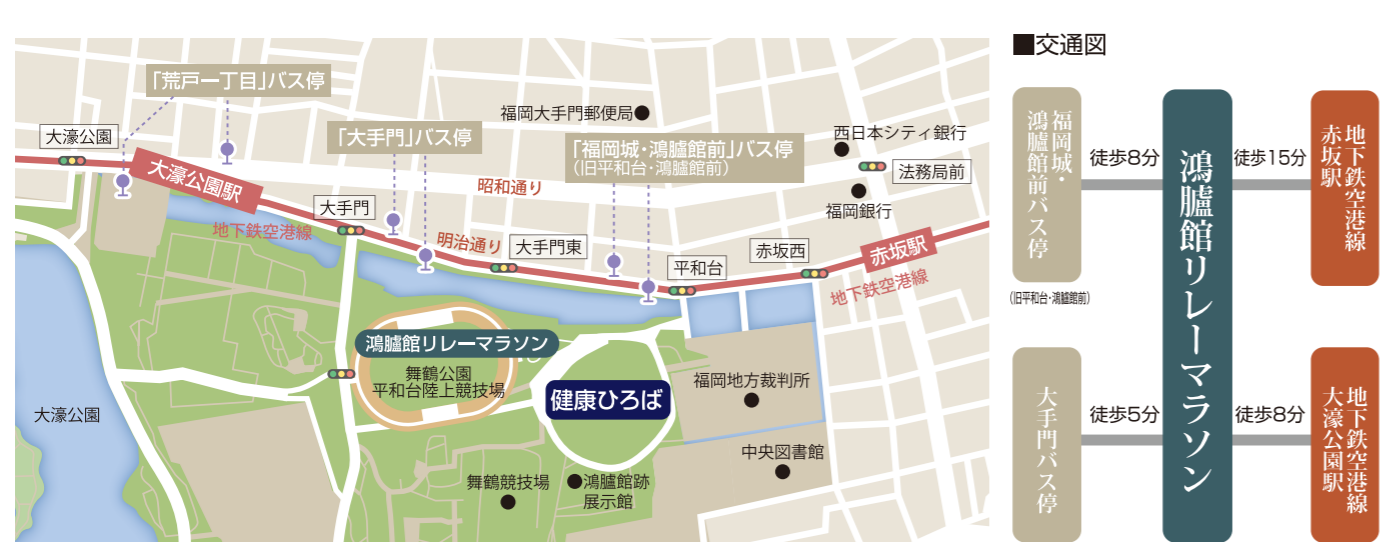 「荒戸一丁目」バス停
大濠公園
大濠公園駅
地下鉄空港線
大手門
「大手門」バス停
福岡大手門郵便局
昭和通り
明治通り
大手門東
「福岡城・鴻臚館前」バス停
(旧平和台・鴻臚館前)
西日本シティ銀行
法務局前
福岡銀行
平和台
赤坂西
赤坂駅
地下鉄空港線
鴻臚館リレーマラソン
舞鶴公園
平和台陸上競技場
健康ひろば
福岡地方裁判所
中央図書館
大濠公園
舞鶴競技場
鴻臚館跡
展示館
■交通図
福岡城・
鴻臚館前バス停
(旧平和台・鴻臚館前)
徒歩8分
鴻臚館リレーマラソン
徒歩15分
地下鉄空港線
赤坂駅
大手門バス停
徒歩5分
徒歩8分
地下鉄空港線
大濠公園駅